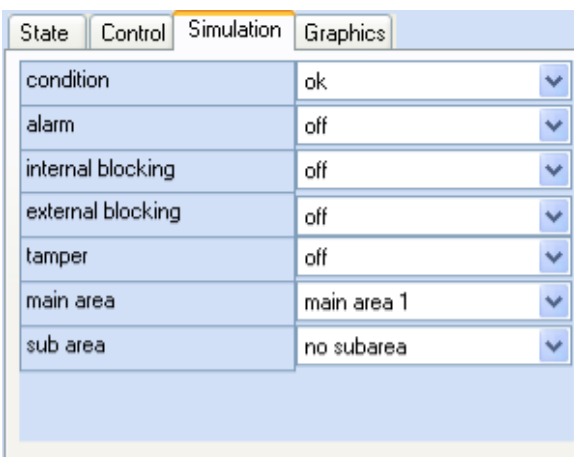 State Control Simulation Graphics
condition ok
alarm off
internal blocking off
external blocking off
tamper off
main area main area 1
sub area no subarea